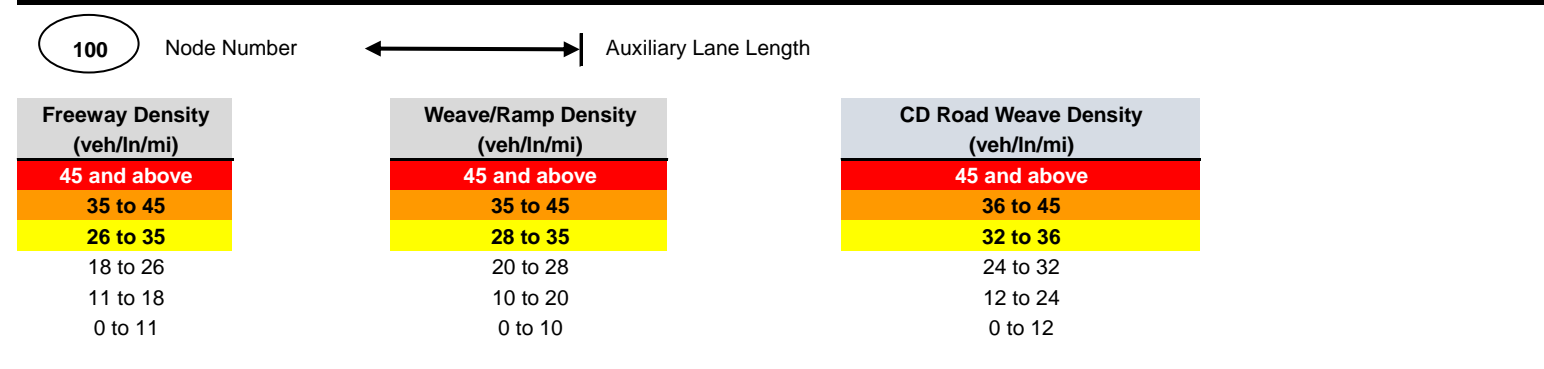 100 Node Number Auxiliary Lane Length
Freeway Density Weave/Ramp Density CD Road Weave Density
(veh/ln/mi) (veh/ln/mi) (veh/ln/mi)
45 and above 45 and above 45 and above
35 to 45 35 to 45 36 to 45
26 to 35 28 to 35 32 to 36
18 to 26 20 to 28 24 to 32
11 to 18 10 to 20 12 to 24
0 to 11 0 to 10 0 to 12